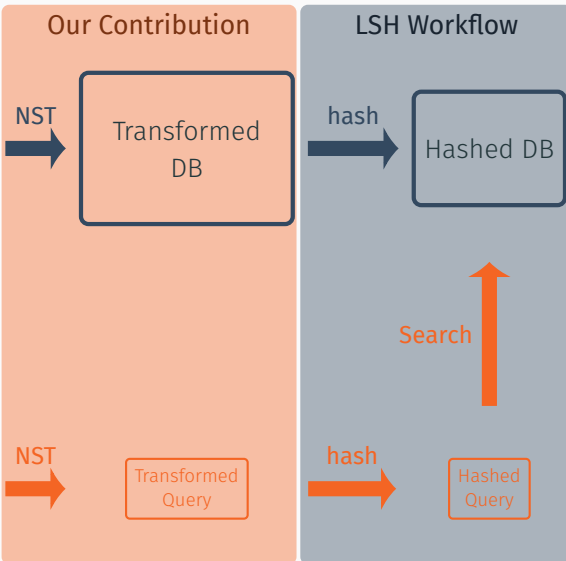 Our Contribution
LSH Workflow
NST
Transformed
DB
hash
Hashed DB
Search
NST
Transformed
Query
hash
Hashed
Query